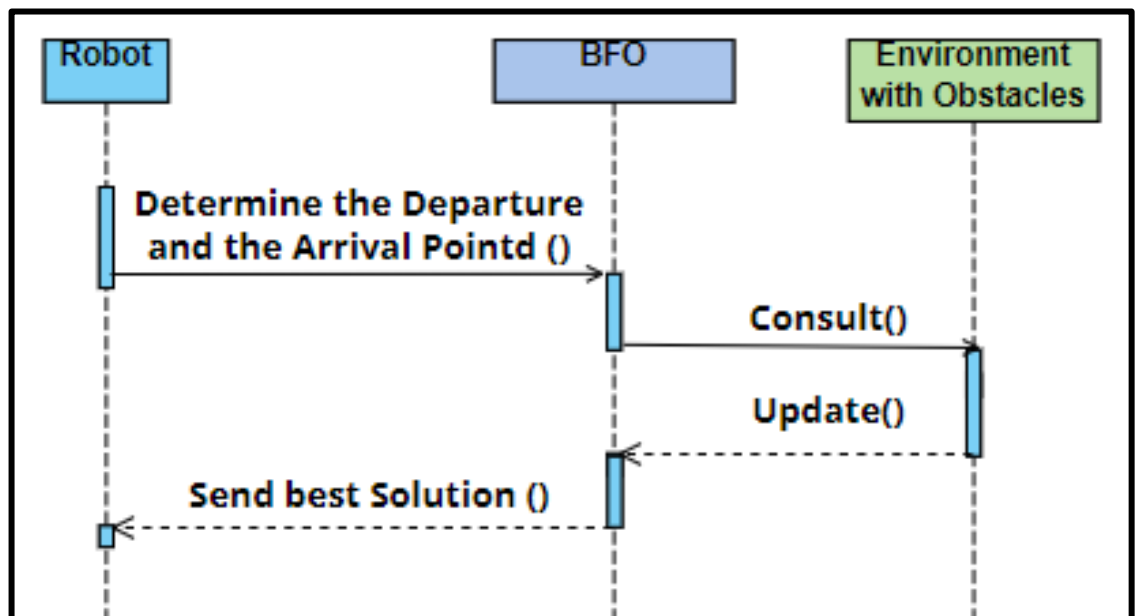 Robot
BFO
Environment
with Obstacles
Determine the Departure
and the Arrival Pointd ()
Consult()
Update()
Send best Solution ()